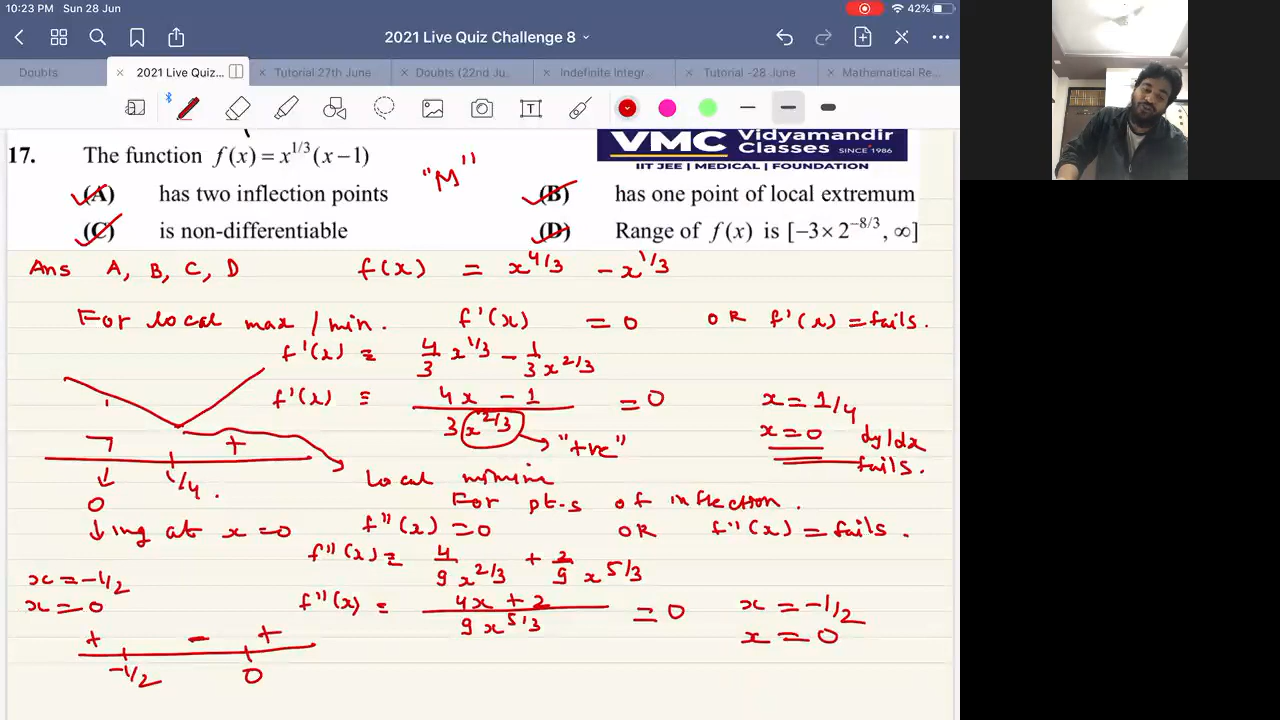 10:23 PM Sun 28 Jun
42%
2021 Live Quiz Challenge 8
Doubts
2021 Live Quiz...
Tutorial 27th June
Doubts (22nd Ju...
Indefinite Integr...
Tutorial -28 June
Mathematical Re...
VMC Vidyamandir Classes SINCE 1986
IIT JEE | MEDICAL | FOUNDATION
17. The function f(x) = x^{1/3}(x−1)
"M"
(A) has two inflection points (B) has one point of local extremum
(C) is non-differentiable (D) Range of f(x) is [−3 × 2^{−8/3}, ∞]
Ans A, B, C, D f(x) = x^{4/3} − x^{1/3}
For local max / min. f'(x) = 0 OR f'(x) = fails.
f'(x) = 4/3 x^{1/3} − 1/3x^{2/3}
f'(x) = (4x − 1)/(3x^{2/3}) = 0 x = 1/4
"+ve" x = 0 dy/dx fails.
− +
1/4
0
Local minima
For pt-s of inflection.
↓ing at x = 0 f''(x) = 0 OR f''(x) = fails.
f''(x) = 4/9x^{2/3} + 2/9x^{5/3}
x = −1/2
x = 0
f''(x) = (4x + 2)/(9x^{5/3}) = 0 x = −1/2
x = 0
+ − +
−1/2 0